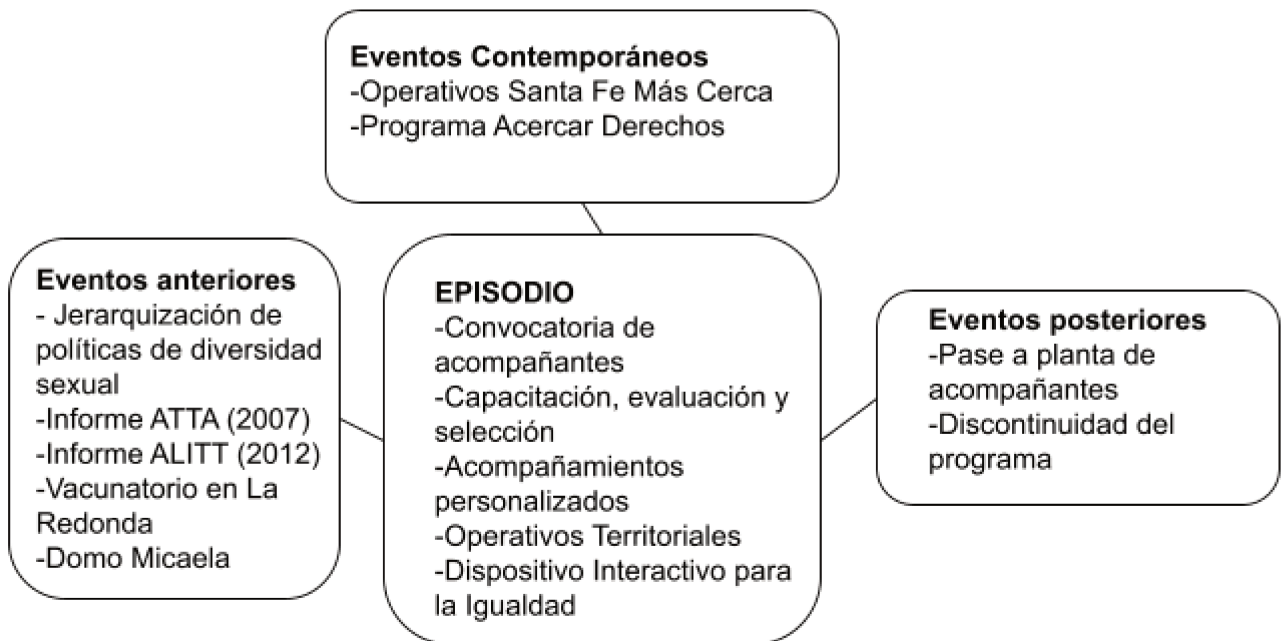 Eventos Contemporáneos
-Operativos Santa Fe Más Cerca
-Programa Acercar Derechos
Eventos anteriores
- Jerarquización de
políticas de diversidad
sexual
-Informe ATTA (2007)
-Informe ALITT (2012)
-Vacunatorio en La
Redonda
-Domo Micaela
EPISODIO
-Convocatoria de
acompañantes
-Capacitación, evaluación y
selección
-Acompañamientos
personalizados
-Operativos Territoriales
-Dispositivo Interactivo para
la Igualdad
Eventos posteriores
-Pase a planta de
acompañantes
-Discontinuidad del
programa